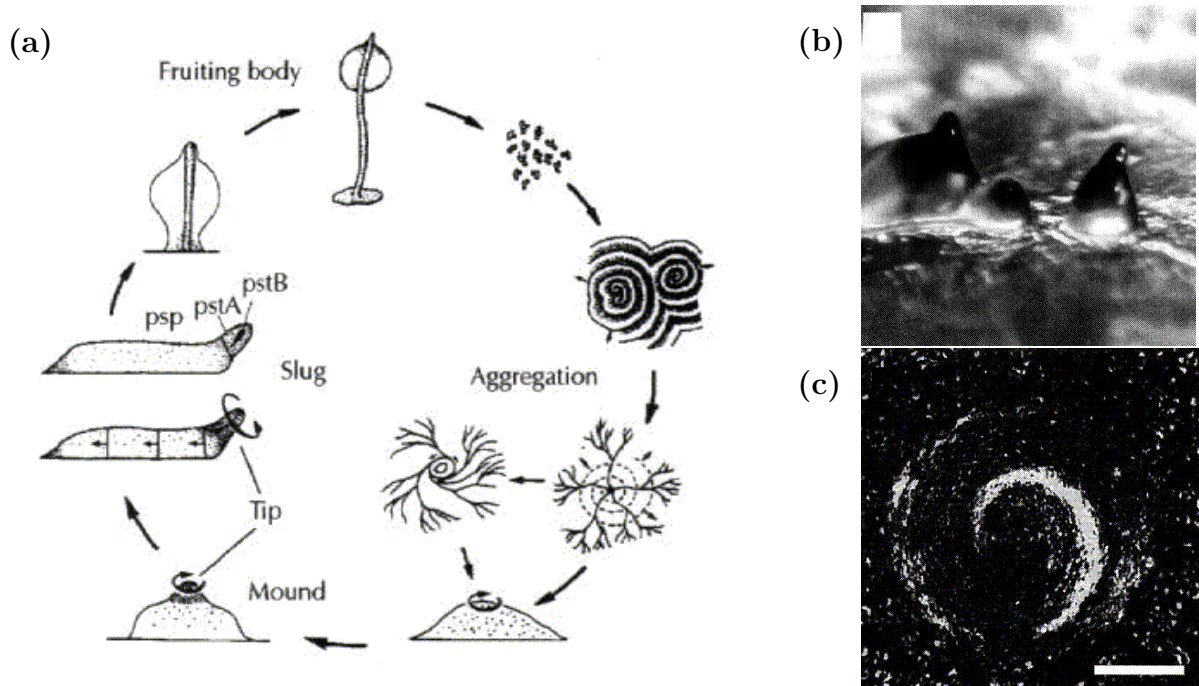 (a)
Fruiting body
pstB
pstA
psp
Slug
Aggregation
Tip
Mound
(b)
(c)